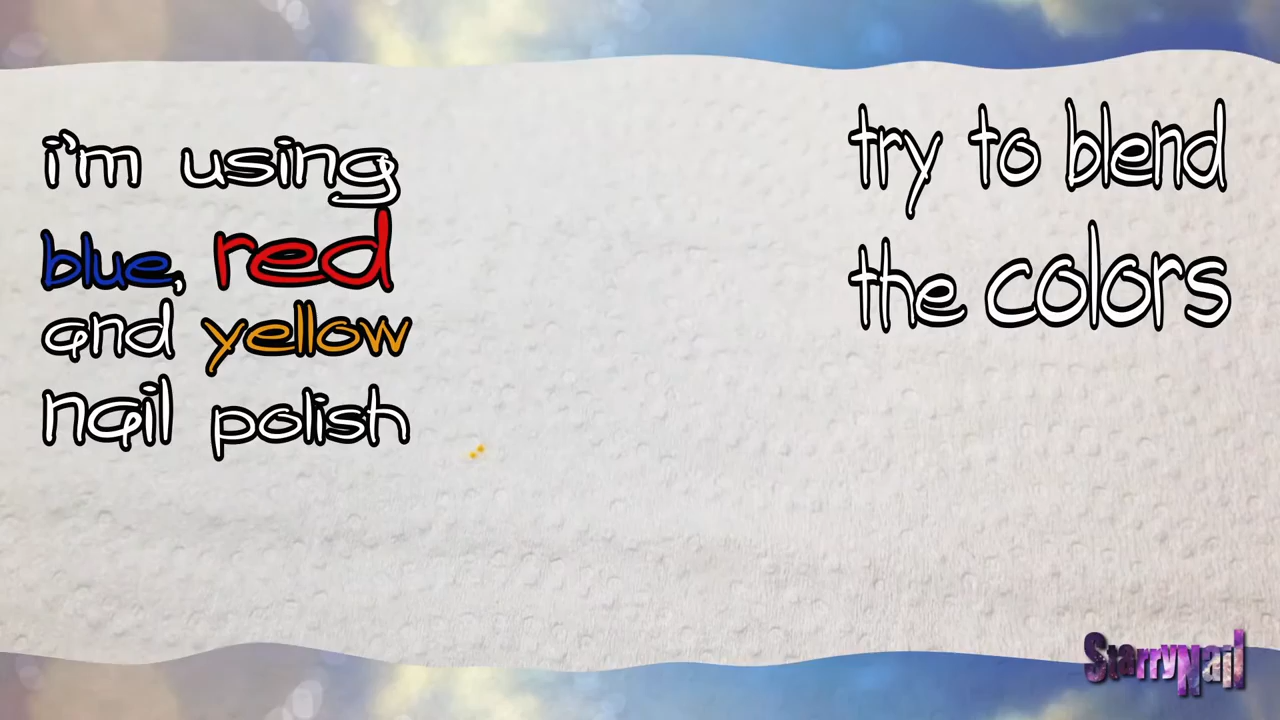 i'm using
blue, red
and yellow
nail polish
try to blend
the colors
StarryNail